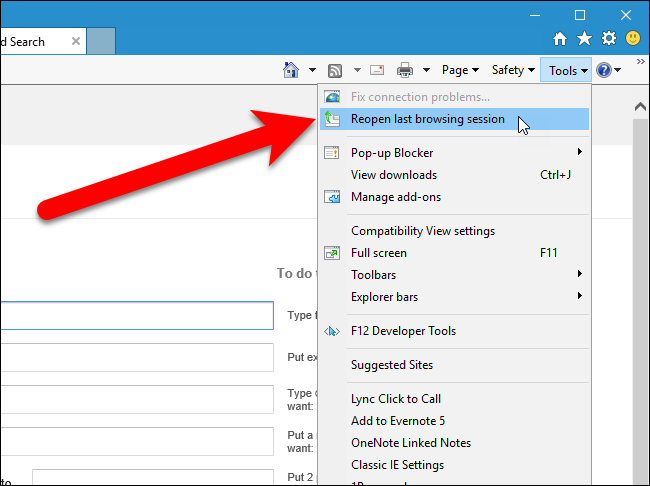 d Search
Page
Safety
Tools
Fix connection problems...
Reopen last browsing session
Pop-up Blocker
View downloads Ctrl+J
Manage add-ons
Compatibility View settings
Full screen F11
Toolbars
Explorer bars
F12 Developer Tools
Suggested Sites
Lync Click to Call
Add to Evernote 5
OneNote Linked Notes
Classic IE Settings
To do t
Type f
Put ex
Type
want:
Put a
want:
to
Put 2